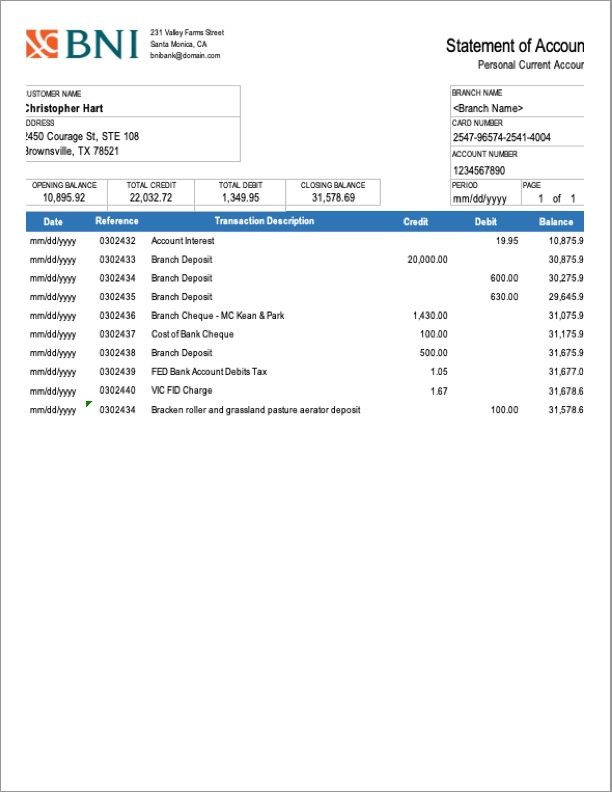 BNI
231 Valley Farms Street
Santa Monica, CA
bnibank@domain.com
Statement of Accoun
Personal Current Accour
CUSTOMER NAME
Christopher Hart
ADDRESS
2450 Courage St, STE 108
Brownsville, TX 78521
BRANCH NAME
<Branch Name>
CARD NUMBER
2547-96574-2541-4004
ACCOUNT NUMBER
1234567890
OPENING BALANCE TOTAL CREDIT TOTAL DEBIT CLOSING BALANCE PERIOD PAGE
10,895.92 22,032.72 1,349.95 31,578.69 mm/dd/yyyy 1 of 1
Date Reference Transaction Description Credit Debit Balance
mm/dd/yyyy 0302432 Account Interest 19.95 10,875.9
mm/dd/yyyy 0302433 Branch Deposit 20,000.00 30,875.9
mm/dd/yyyy 0302434 Branch Deposit 600.00 30,275.9
mm/dd/yyyy 0302435 Branch Deposit 630.00 29,645.9
mm/dd/yyyy 0302436 Branch Cheque - MC Kean & Park 1,430.00 31,075.9
mm/dd/yyyy 0302437 Cost of Bank Cheque 100.00 31,175.9
mm/dd/yyyy 0302438 Branch Deposit 500.00 31,675.9
mm/dd/yyyy 0302439 FED Bank Account Debits Tax 1.05 31,677.0
mm/dd/yyyy 0302440 VIC FID Charge 1.67 31,678.6
mm/dd/yyyy 0302434 Bracken roller and grassland pasture aerator deposit 100.00 31,578.6